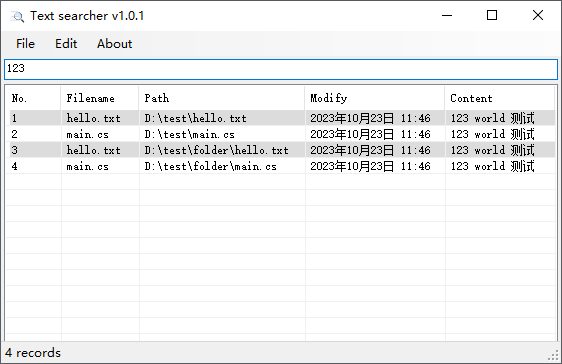 Text searcher v1.0.1
File Edit About
123
No. Filename Path Modify Content
1 hello.txt D:\test\hello.txt 2023年10月23日 11:46 123 world 测试
2 main.cs D:\test\main.cs 2023年10月23日 11:46 123 world 测试
3 hello.txt D:\test\folder\hello.txt 2023年10月23日 11:46 123 world 测试
4 main.cs D:\test\folder\main.cs 2023年10月23日 11:46 123 world 测试
4 records